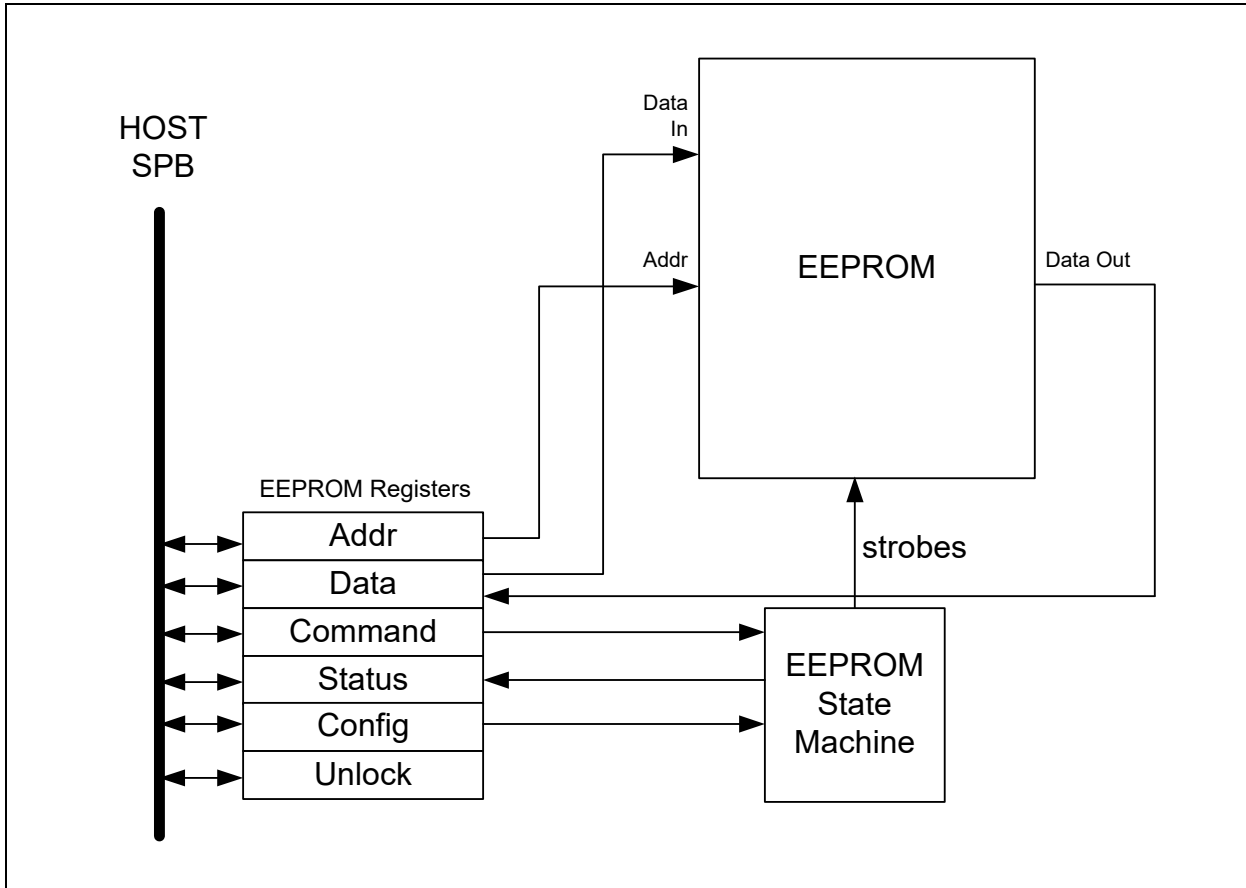 HOST
SPB
Data
In
Addr
EEPROM
Data Out
EEPROM Registers
Addr
Data
Command
Status
Config
Unlock
strobes
EEPROM
State
Machine